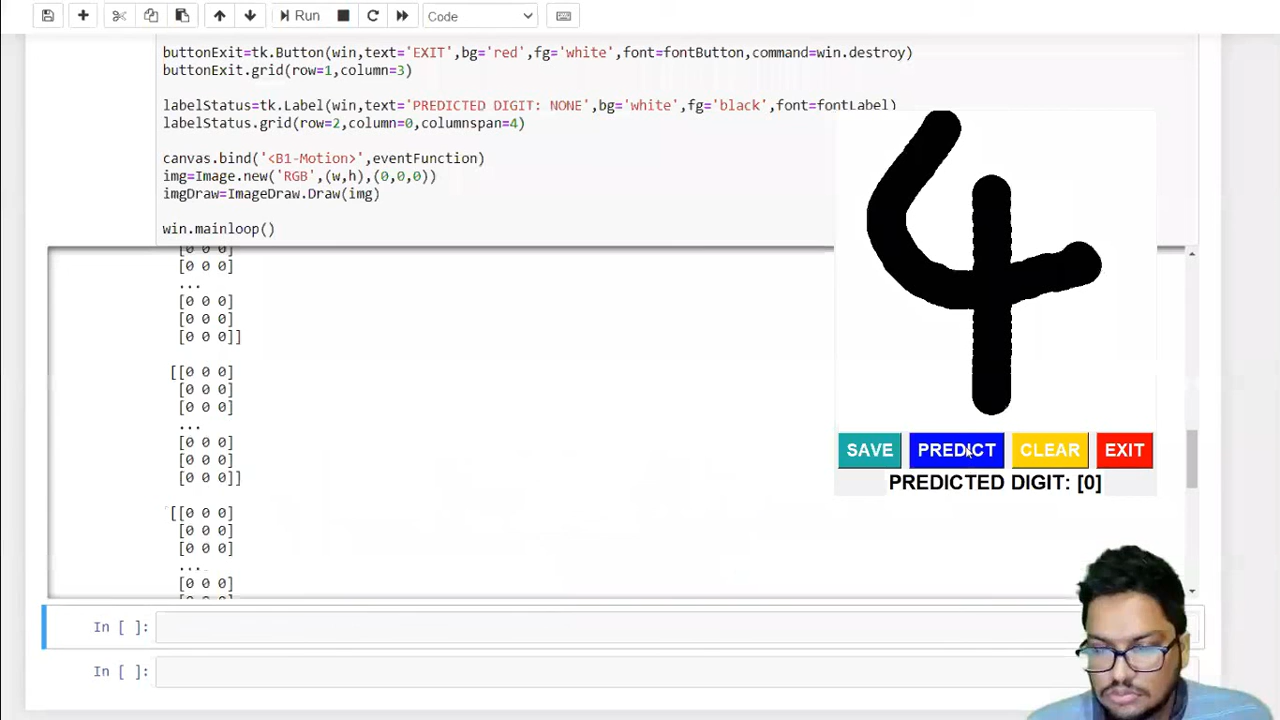 Run
Code
buttonExit=tk.Button(win,text='EXIT',bg='red',fg='white',font=fontButton,command=win.destroy)
buttonExit.grid(row=1,column=3)
labelStatus=tk.Label(win,text='PREDICTED DIGIT: NONE',bg='white',fg='black',font=fontLabel)
labelStatus.grid(row=2,column=0,columnspan=4)
canvas.bind('<B1-Motion>',eventFunction)
img=Image.new('RGB',(w,h),(0,0,0))
imgDraw=ImageDraw.Draw(img)
win.mainloop()
[0 0 0]
[0 0 0]
...
[0 0 0]
[0 0 0]
[0 0 0]]
[[0 0 0]
[0 0 0]
[0 0 0]
...
[0 0 0]
[0 0 0]
[0 0 0]]
[[0 0 0]
[0 0 0]
[0 0 0]
...
[0 0 0]
4
SAVE PREDICT CLEAR EXIT
PREDICTED DIGIT: [0]
In [ ]:
In [ ]: